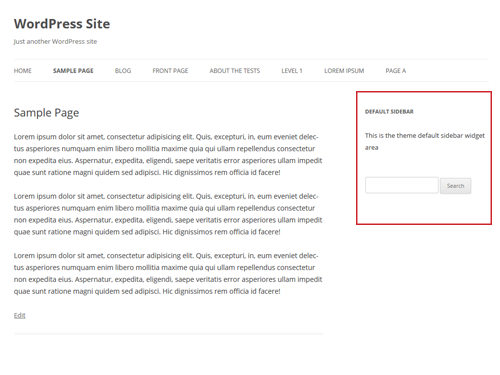 WordPress Site
Just another WordPress site
HOME SAMPLE PAGE BLOG FRONT PAGE ABOUT THE TESTS LEVEL 1 LOREM IPSUM PAGE A
Sample Page
Lorem ipsum dolor sit amet, consectetur adipisicing elit. Quis, excepturi, in, eum eveniet delec-
tus asperiores numquam enim libero mollitia maxime quia qui ullam repellendus consectetur
non expedita eius. Aspernatur, expedita, eligendi, saepe veritatis error asperiores ullam impedit
quae sunt ratione magni quidem sed adipisci. Hic dignissimos rem officia id facere!
Lorem ipsum dolor sit amet, consectetur adipisicing elit. Quis, excepturi, in, eum eveniet delec-
tus asperiores numquam enim libero mollitia maxime quia qui ullam repellendus consectetur
non expedita eius. Aspernatur, expedita, eligendi, saepe veritatis error asperiores ullam impedit
quae sunt ratione magni quidem sed adipisci. Hic dignissimos rem officia id facere!
Lorem ipsum dolor sit amet, consectetur adipisicing elit. Quis, excepturi, in, eum eveniet delec-
tus asperiores numquam enim libero mollitia maxime quia qui ullam repellendus consectetur
non expedita eius. Aspernatur, expedita, eligendi, saepe veritatis error asperiores ullam impedit
quae sunt ratione magni quidem sed adipisci. Hic dignissimos rem officia id facere!
Edit
DEFAULT SIDEBAR
This is the theme default sidebar widget
area
Search